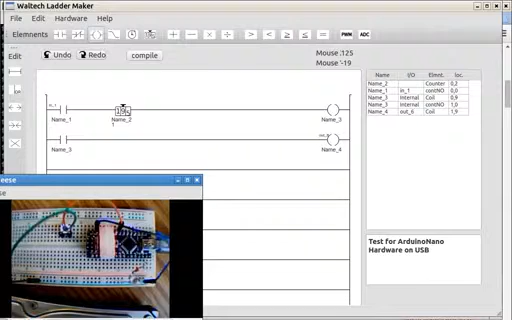 Waltech Ladder Maker
File Edit Hardware Help
Elemnents
PWM
ADC
Edit
Undo
Redo
compile
Mouse :125
Mouse '-19
Name_1
Name_2
Name_3
Name_3
Name_4
Name I/O Elmnt. loc.
Name_2 Counter 0,2
Name_1 in_1 contNO 0,0
Name_3 Internal Coil 0,9
Name_3 Internal contNO 1,0
Name_4 out_6 Coil 1,9
eese
Test for ArduinoNano
Hardware on USB